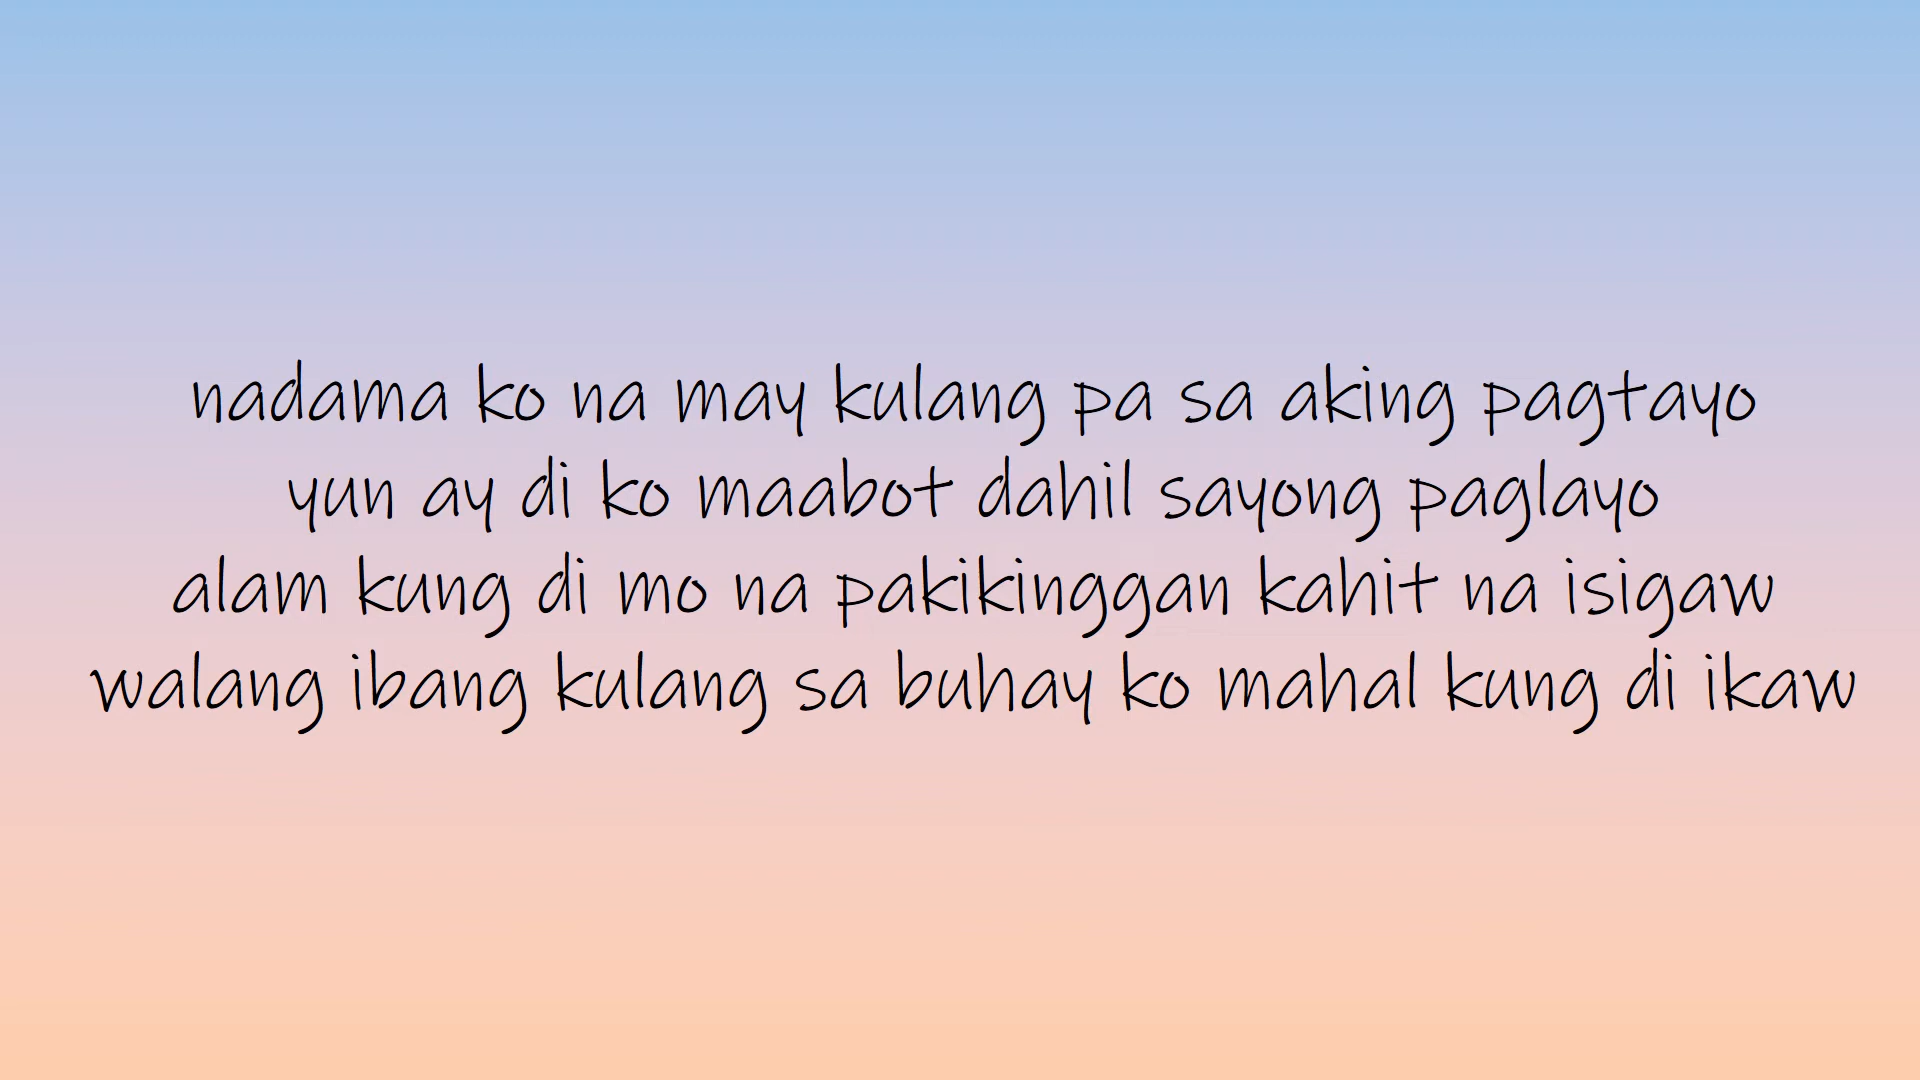 nadama ko na may kulang pa sa aking pagtayo
yun ay di ko maabot dahil sayong paglayo
alam kung di mo na pakikinggan kahit na isigaw
walang ibang kulang sa buhay ko mahal kung di ikaw